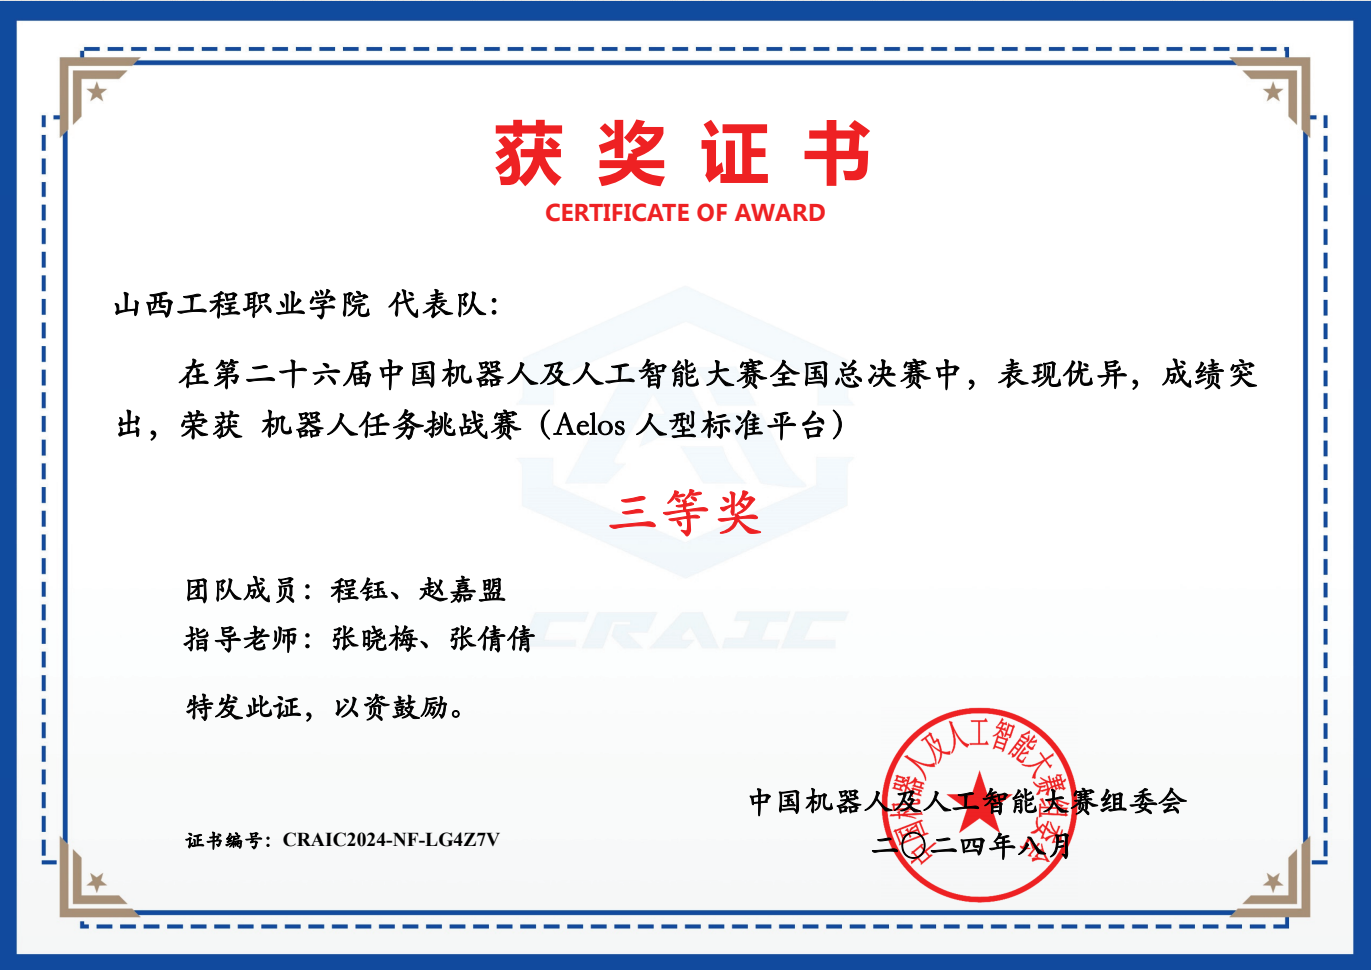 获奖证书
CERTIFICATE OF AWARD
山西工程职业学院 代表队：
在第二十六届中国机器人及人工智能大赛全国总决赛中，表现优异，成绩突
出，荣获 机器人任务挑战赛（Aelos 人型标准平台）
三等奖
团队成员：程钰、赵嘉盟
指导老师：张晓梅、张倩倩
CRAIC
特发此证，以资鼓励。
中国机器人及人工智能大赛组委会
中国机器人及人工智能大赛组委会
证书编号：CRAIC2024-NF-LG4Z7V
二〇二四年八月